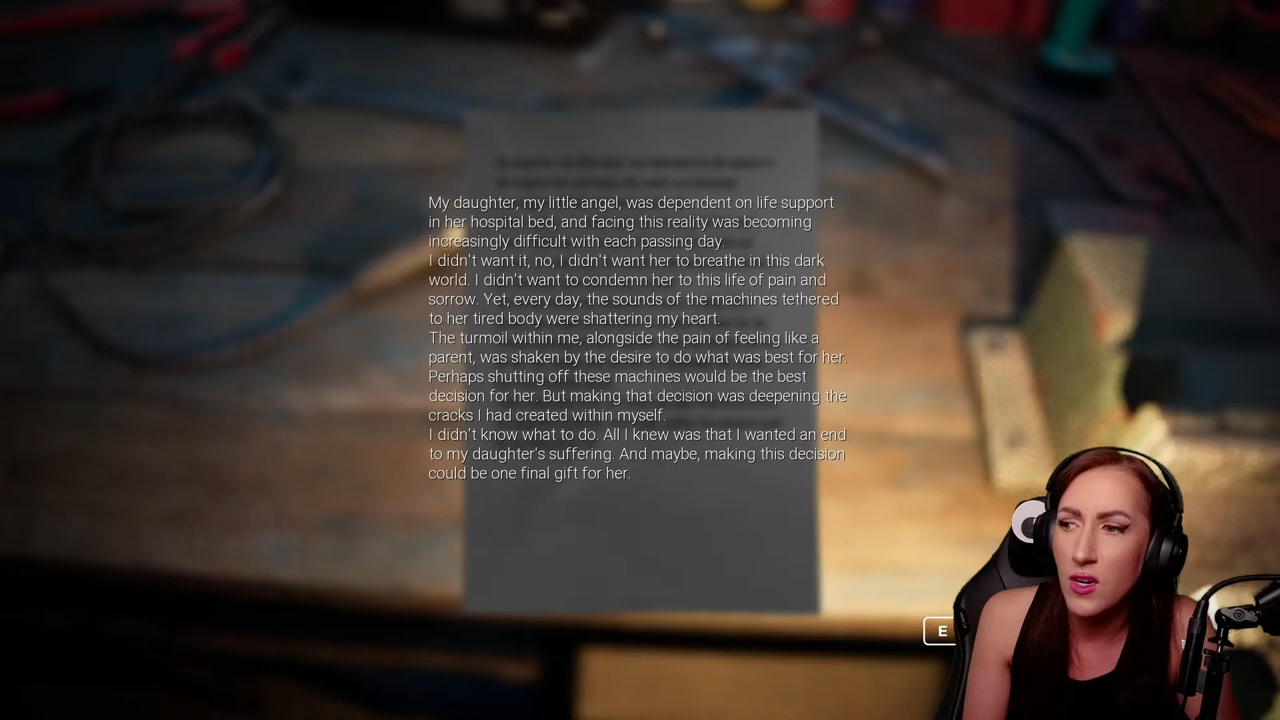 My daughter, my little angel, was dependent on life support
in her hospital bed, and facing this reality was becoming
increasingly difficult with each passing day.
I didn't want it, no, I didn't want her to breathe in this dark
world. I didn't want to condemn her to this life of pain and
sorrow. Yet, every day, the sounds of the machines tethered
to her tired body were shattering my heart.
The turmoil within me, alongside the pain of feeling like a
parent, was shaken by the desire to do what was best for her.
Perhaps shutting off these machines would be the best
decision for her. But making that decision was deepening the
cracks I had created within myself.
I didn't know what to do. All I knew was that I wanted an end
to my daughter's suffering. And maybe, making this decision
could be one final gift for her.
E